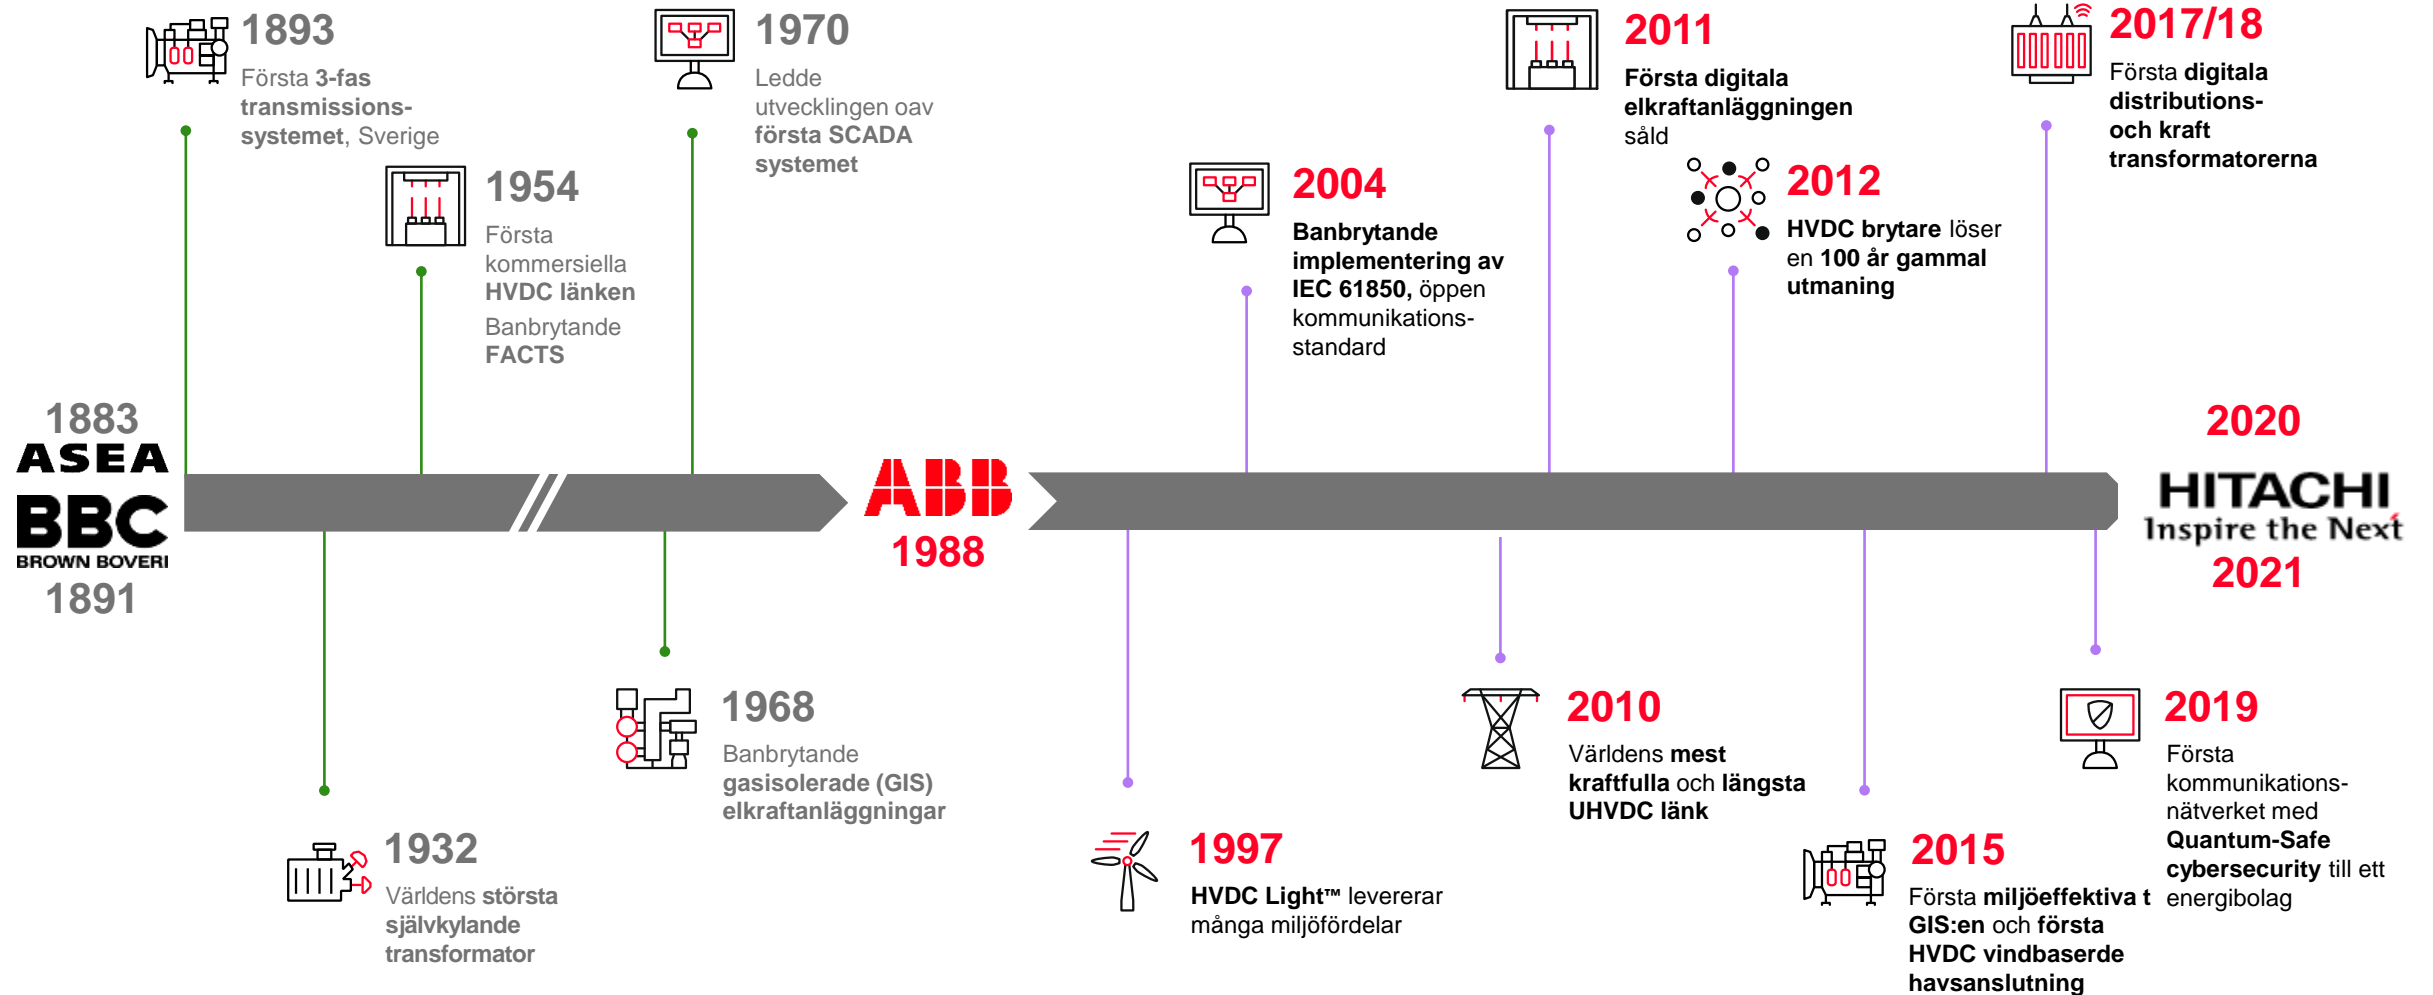 1893
Första 3-fas
transmissions-
systemet, Sverige
1954
Första
kommersiella
HVDC länken
Banbrytande
FACTS
1970
Ledde
utvecklingen oav
första SCADA
systemet
2004
Banbrytande
implementering av
IEC 61850, öppen
kommunikations-
standard
2011
Första digitala
elkraftanläggningen
såld
2012
HVDC brytare löser
en 100 år gammal
utmaning
2017/18
Första digitala
distributions-
och kraft
transformatorerna
1883
ASEA
BBC
BROWN BOVERI
1891
ABB
1988
2020
HITACHI
Inspire the Next
2021
1932
Världens största
självkylande
transformator
1968
Banbrytande
gasisolerade (GIS)
elkraftanläggningar
1997
HVDC Light™ levererar
många miljöfördelar
2010
Världens mest
kraftfulla och längsta
UHVDC länk
2015
Första miljöeffektiva t
GIS:en och första
HVDC vindbaserde
havsanslutning
2019
Första
kommunikations-
nätverket med
Quantum-Safe
cybersecurity till ett
energibolag